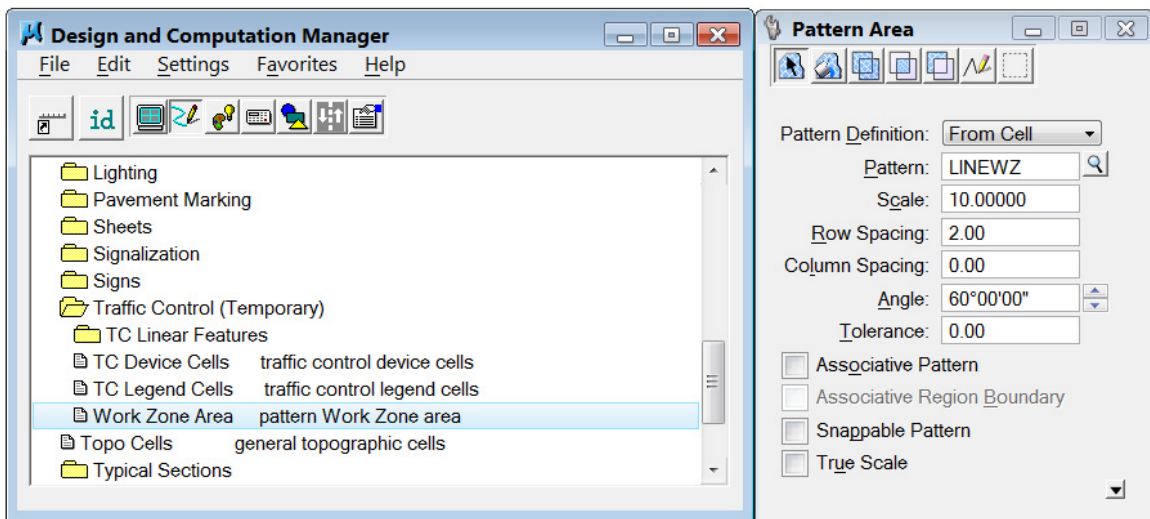 Design and Computation Manager
File Edit Settings Favorites Help
id
Lighting
Pavement Marking
Sheets
Signalization
Signs
Traffic Control (Temporary)
TC Linear Features
TC Device Cells traffic control device cells
TC Legend Cells traffic control legend cells
Work Zone Area pattern Work Zone area
Topo Cells general topographic cells
Typical Sections
Pattern Area
Pattern Definition: From Cell
Pattern: LINEWZ
Scale: 10.00000
Row Spacing: 2.00
Column Spacing: 0.00
Angle: 60°00'00"
Tolerance: 0.00
Associative Pattern
Associative Region Boundary
Snappable Pattern
True Scale